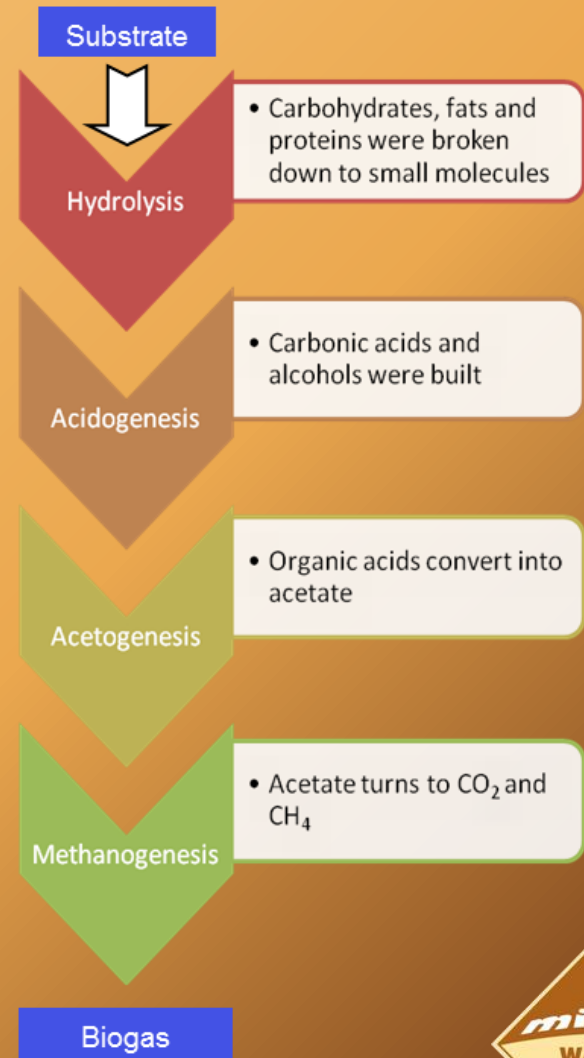 Substrate
Hydrolysis
• Carbohydrates, fats and
proteins were broken
down to small molecules
Acidogenesis
• Carbonic acids and
alcohols were built
Acetogenesis
• Organic acids convert into
acetate
Methanogenesis
• Acetate turns to CO₂ and
CH₄
Biogas